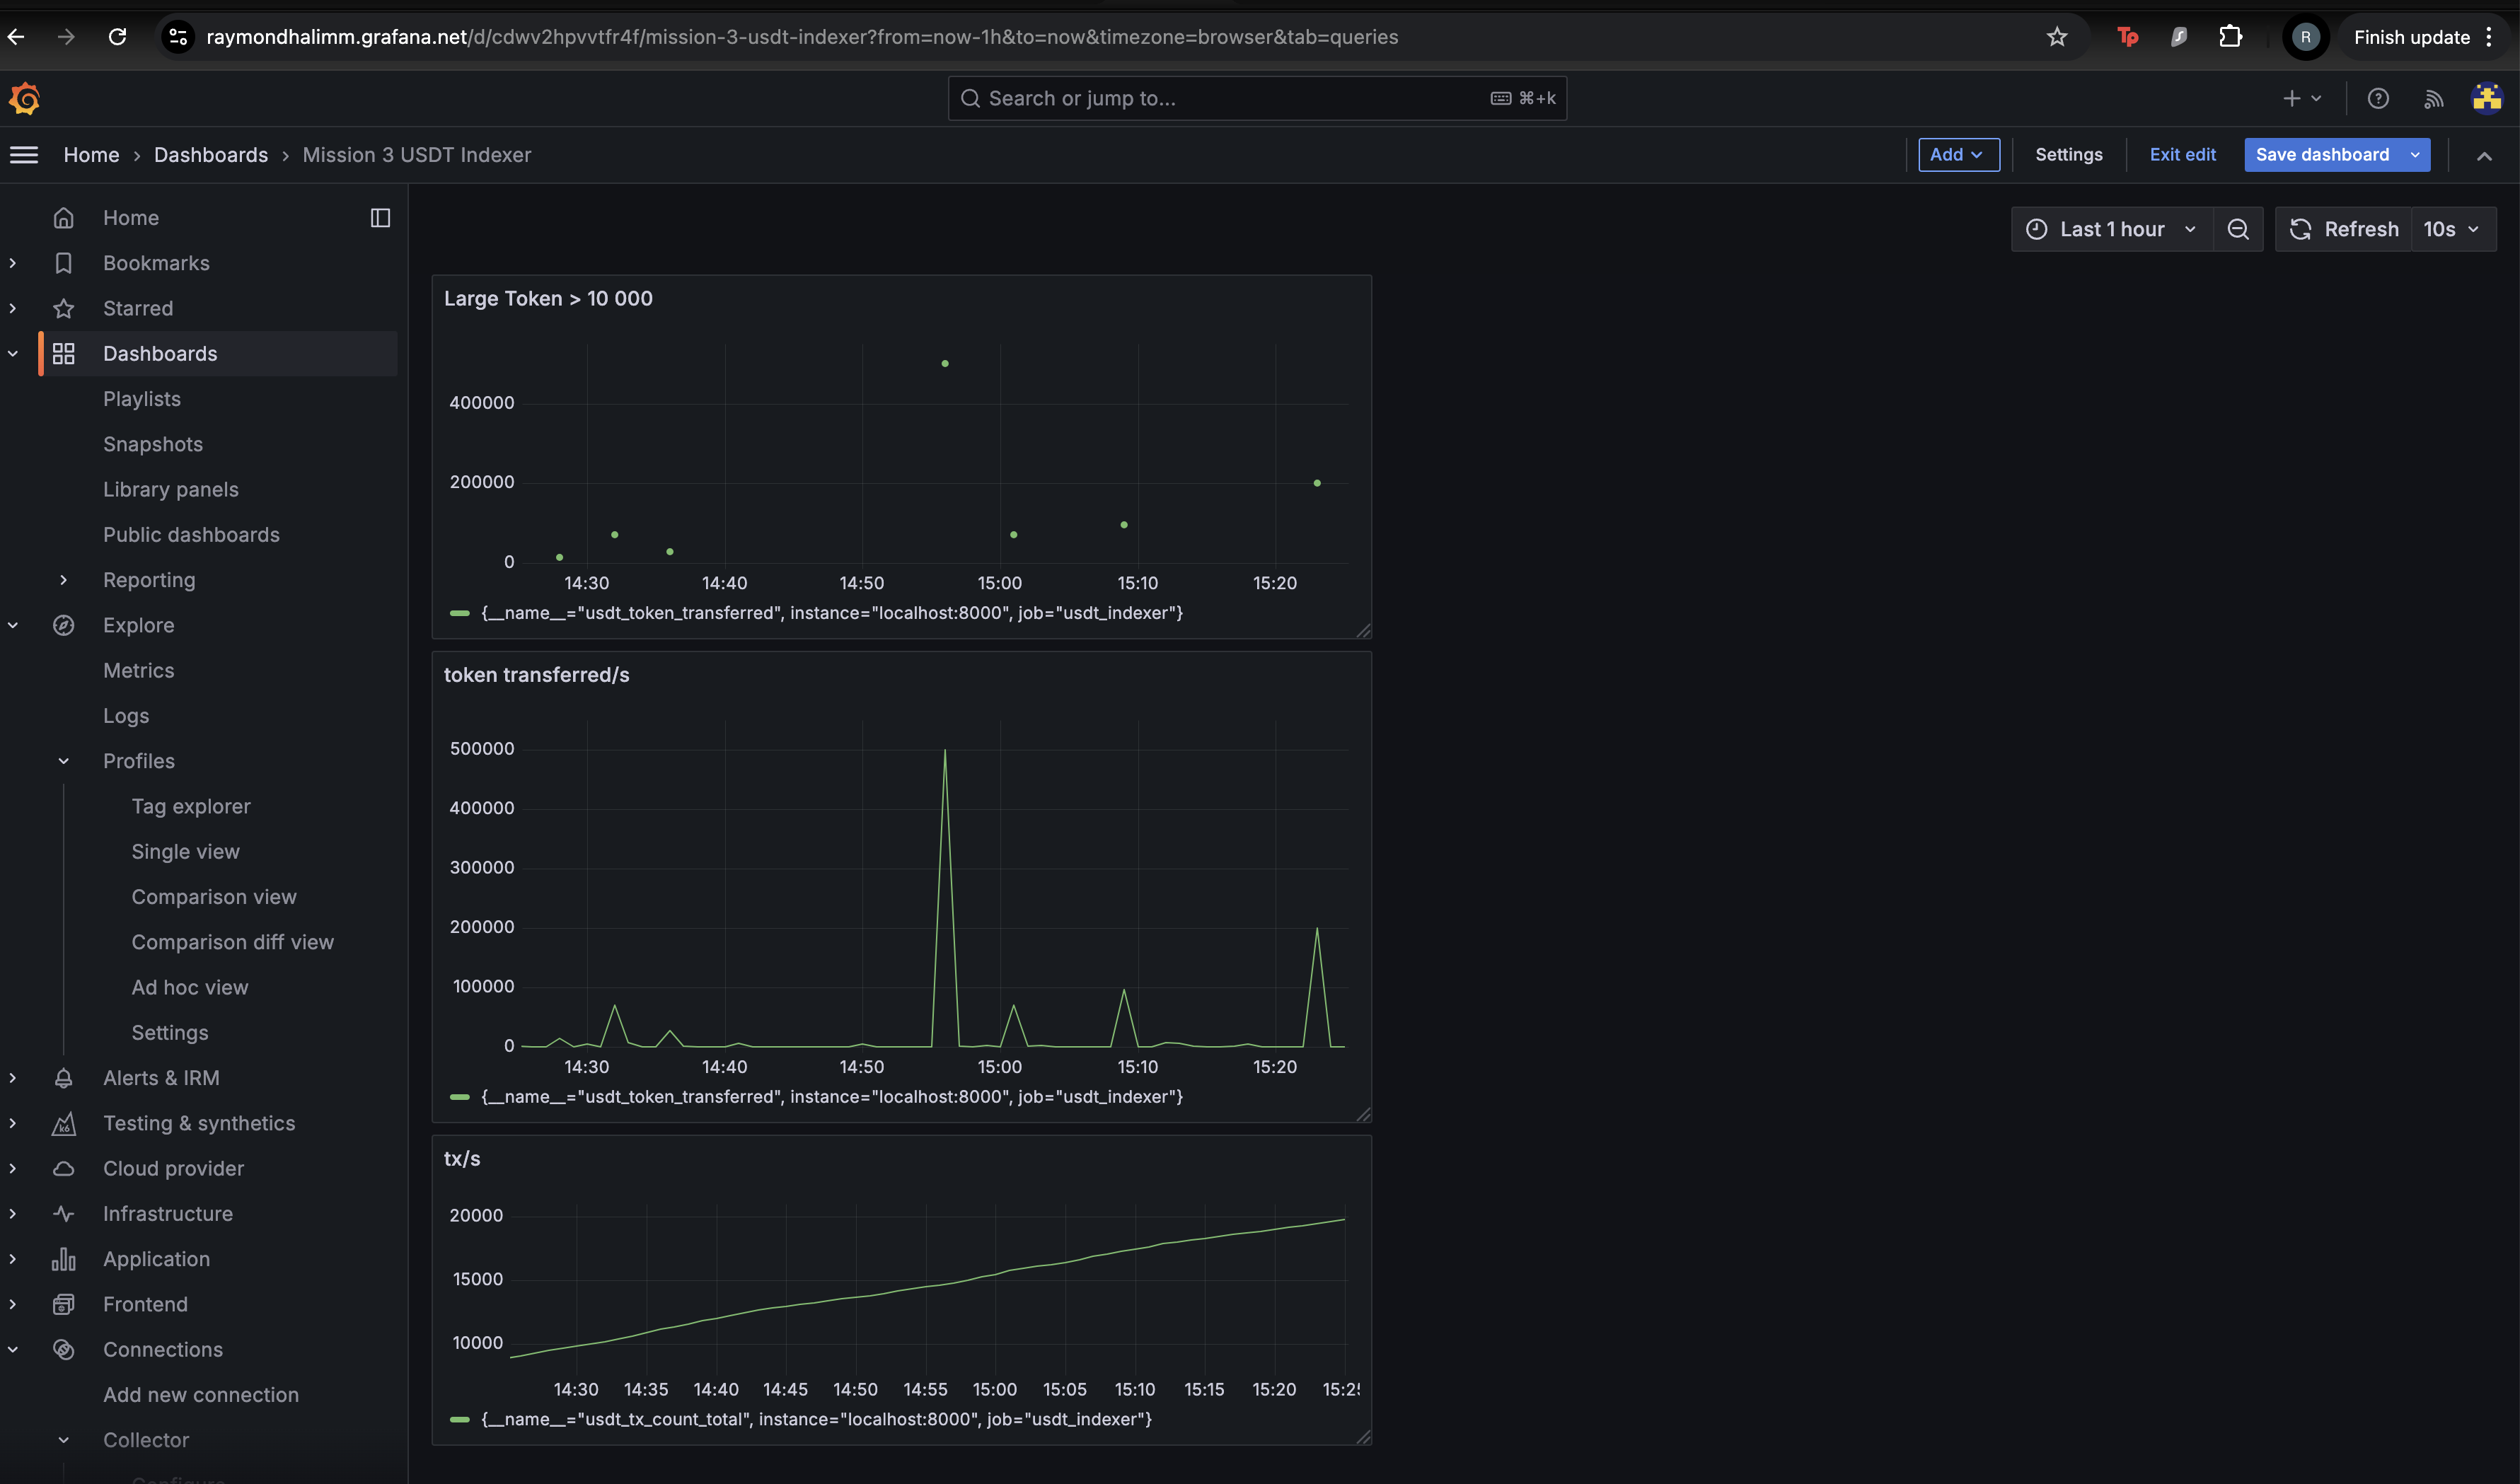 raymondhalimm.grafana.net/d/cdwv2hpvvtfr4f/mission-3-usdt-indexer?from=now-1h&to=now&timezone=browser&tab=queries
Tp
R
Finish update
Search or jump to...
⌘+k
Home › Dashboards › Mission 3 USDT Indexer
Add
Settings
Exit edit
Save dashboard
Last 1 hour
Refresh
10s
Home
Bookmarks
Starred
Dashboards
Playlists
Snapshots
Library panels
Public dashboards
Reporting
Explore
Metrics
Logs
Profiles
Tag explorer
Single view
Comparison view
Comparison diff view
Ad hoc view
Settings
Alerts & IRM
k6
Testing & synthetics
Cloud provider
Infrastructure
Application
Frontend
Connections
Add new connection
Collector
Large Token > 10 000
400000
200000
0
14:30 14:40 14:50 15:00 15:10 15:20
{__name__="usdt_token_transferred", instance="localhost:8000", job="usdt_indexer"}
token transferred/s
500000
400000
300000
200000
100000
0
14:30 14:40 14:50 15:00 15:10 15:20
{__name__="usdt_token_transferred", instance="localhost:8000", job="usdt_indexer"}
tx/s
20000
15000
10000
14:30 14:35 14:40 14:45 14:50 14:55 15:00 15:05 15:10 15:15 15:20
{__name__="usdt_tx_count_total", instance="localhost:8000", job="usdt_indexer"}